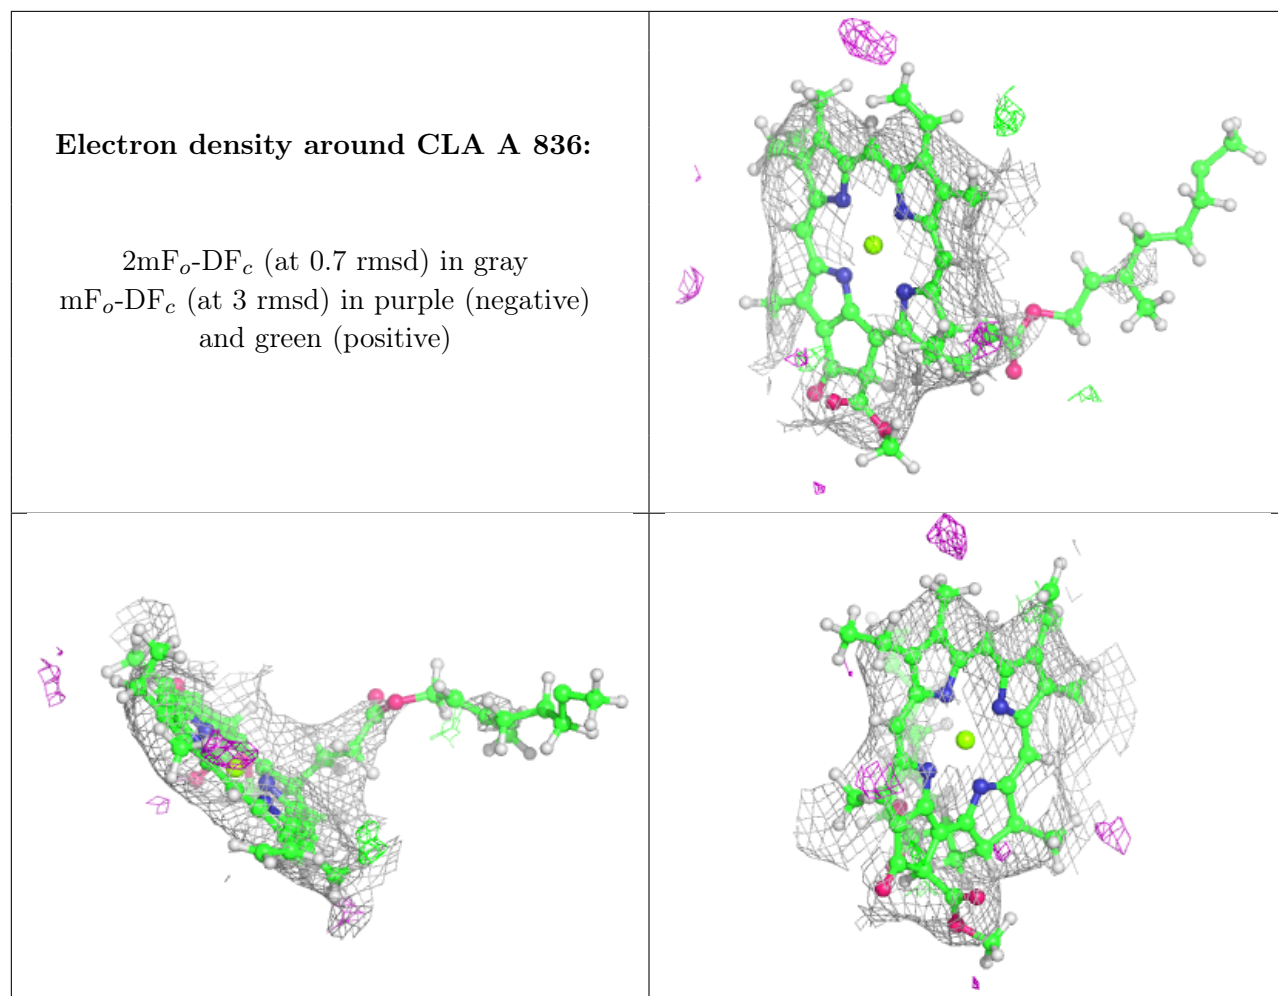 Electron density around CLA A 836:
2mFo-DFc (at 0.7 rmsd) in gray
mFo-DFc (at 3 rmsd) in purple (negative)
and green (positive)